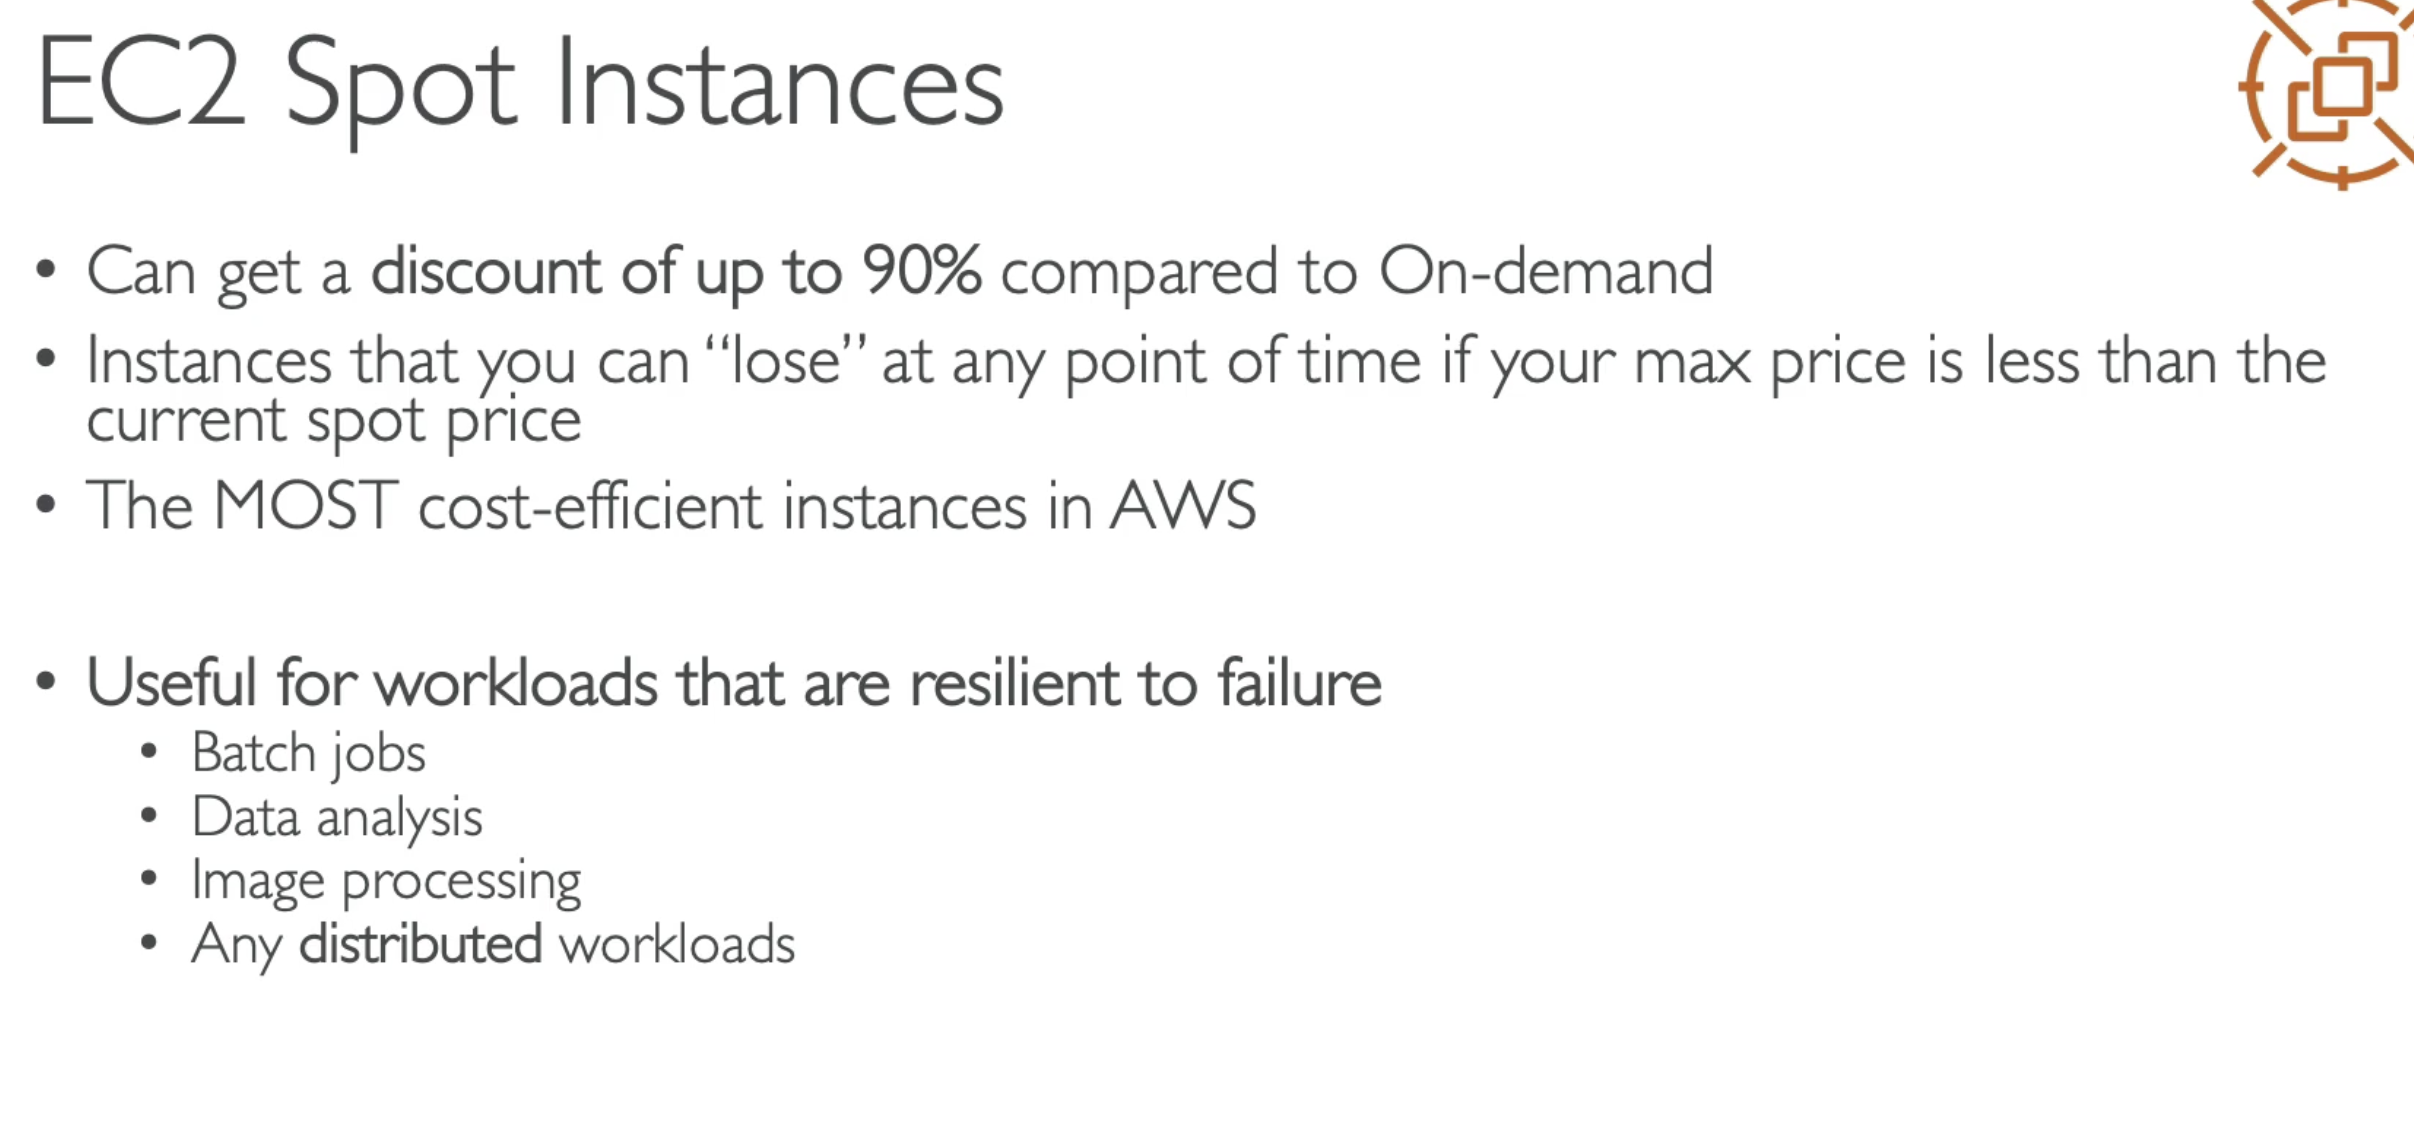 EC2 Spot Instances
• Can get a discount of up to 90% compared to On-demand
• Instances that you can “lose” at any point of time if your max price is less than the
current spot price
• The MOST cost-efficient instances in AWS
• Useful for workloads that are resilient to failure
• Batch jobs
• Data analysis
• Image processing
• Any distributed workloads